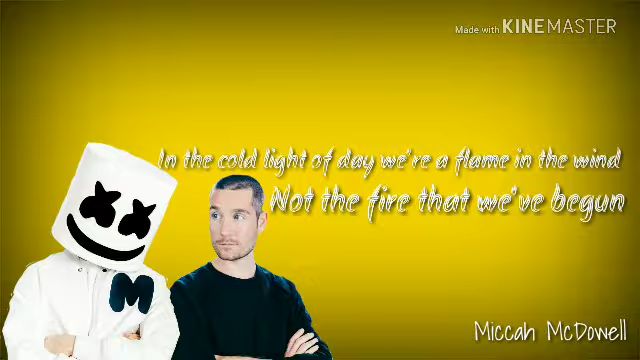 Made with KINEMASTER
In the cold light of day we're a flame in the wind
Not the fire that we've begun
M
Miccah McDowell